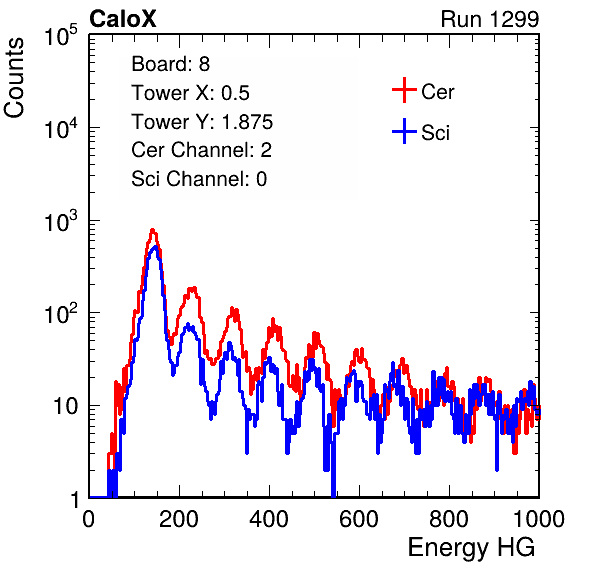 CaloX Run 1299
Counts
10^5
10^4
10^3
10^2
10
1
Board: 8
Tower X: 0.5
Tower Y: 1.875
Cer Channel: 2
Sci Channel: 0
Cer
Sci
0 200 400 600 800 1000
Energy HG